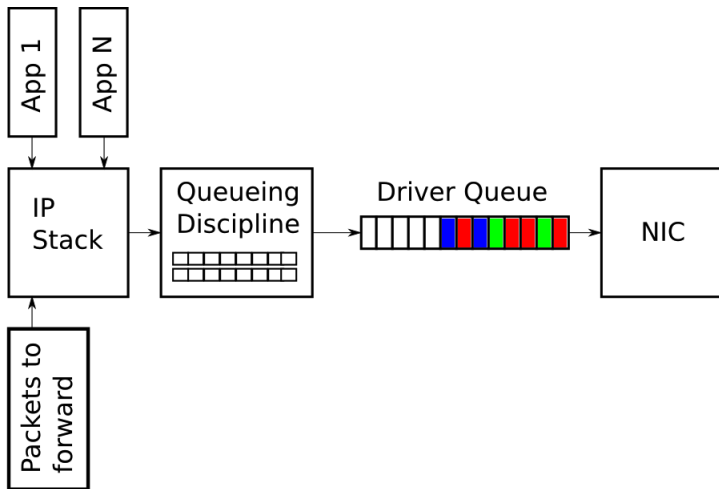 App 1
App N
IP
Stack
Queueing
Discipline
Driver Queue
NIC
Packets to
forward